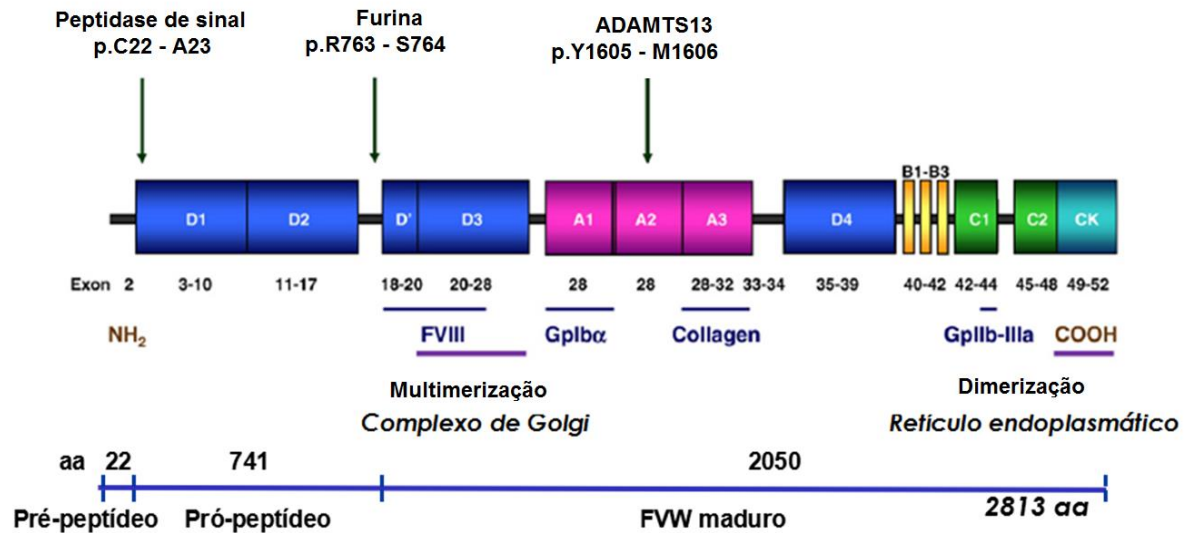 Peptidase de sinal
p.C22 - A23
Furina
p.R763 - S764
ADAMTS13
p.Y1605 - M1606
B1-B3
D1 D2 D' D3 A1 A2 A3 D4 C1 C2 CK
Exon 2 3-10 11-17 18-20 20-28 28 28 28-32 33-34 35-39 40-42 42-44 45-48 49-52
NH2 FVIII GpIbα Collagen GpIIb-IIIa COOH
Multimerização Dimerização
Complexo de Golgi Retículo endoplasmático
aa 22 741 2050
2813 aa
Pré-peptídeo Pró-peptídeo FVW maduro